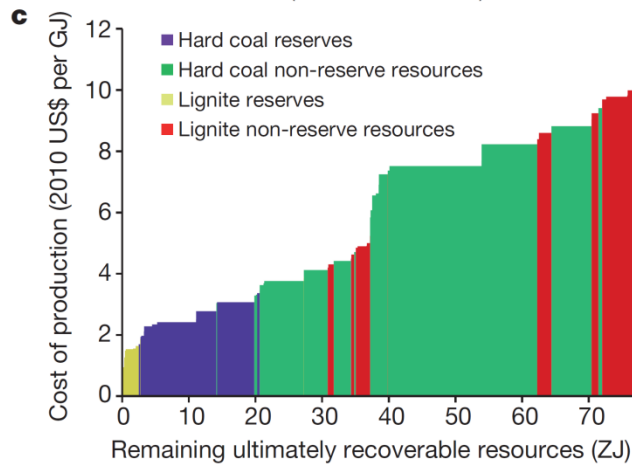 c
12
10
8
6
4
2
0
Cost of production (2010 US$ per GJ)
Hard coal reserves
Hard coal non-reserve resources
Lignite reserves
Lignite non-reserve resources
0 10 20 30 40 50 60 70
Remaining ultimately recoverable resources (ZJ)